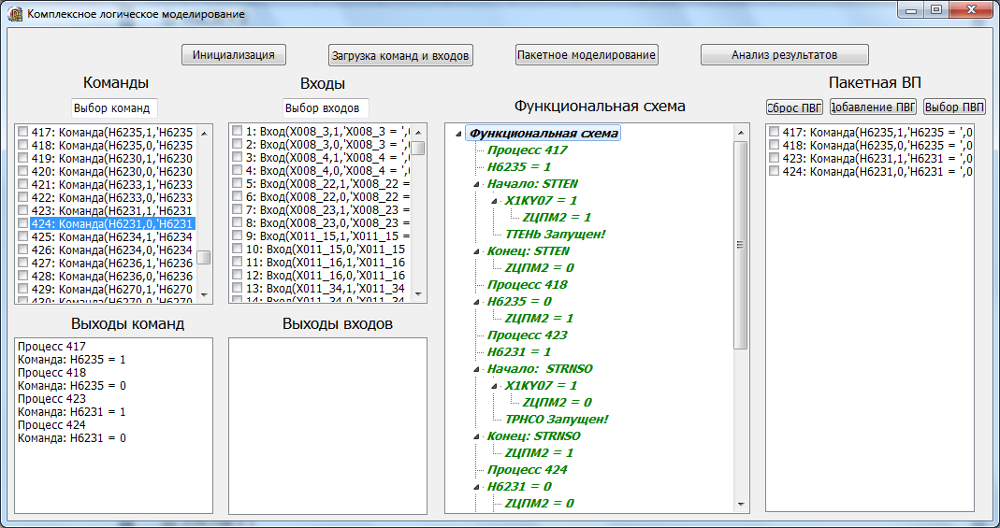 Комплексное логическое моделирование
Инициализация
Загрузка команд и входов
Пакетное моделирование
Анализ результатов
Команды
Выбор команд
417: Команда(H6235,1,'H6235
418: Команда(H6235,0,'H6235
419: Команда(H6230,1,'H6230
420: Команда(H6230,0,'H6230
421: Команда(H6233,1,'H6233
422: Команда(H6233,0,'H6233
423: Команда(H6231,1,'H6231
424: Команда(H6231,0,'H6231
425: Команда(H6234,1,'H6234
426: Команда(H6234,0,'H6234
427: Команда(H6236,1,'H6236
428: Команда(H6236,0,'H6236
429: Команда(H6270,1,'H6270
430: Команда(H6270,0,'H6270
Входы
Выбор входов
1: Вход(X008_3,1,'X008_3 = ',
2: Вход(X008_3,0,'X008_3 = ',
3: Вход(X008_4,1,'X008_4 = ',
4: Вход(X008_4,0,'X008_4 = ',
5: Вход(X008_22,1,'X008_22 =
6: Вход(X008_22,0,'X008_22 =
7: Вход(X008_23,1,'X008_23 =
8: Вход(X008_23,0,'X008_23 =
9: Вход(X011_15,1,'X011_15 =
10: Вход(X011_15,0,'X011_15
11: Вход(X011_16,1,'X011_16
12: Вход(X011_16,0,'X011_16
13: Вход(X011_34,1,'X011_34
14: Вход(X011_34,0,'X011_34
Выходы команд
Процесс 417
Команда: H6235 = 1
Процесс 418
Команда: H6235 = 0
Процесс 423
Команда: H6231 = 1
Процесс 424
Команда: H6231 = 0
Выходы входов
Функциональная схема
Функциональная схема
Процесс 417
H6235 = 1
Начало: STTEN
X1KY07 = 1
ZЦПМ2 = 1
ТТЕНЬ Запущен!
Конец: STTEN
ZЦПМ2 = 0
Процесс 418
H6235 = 0
ZЦПМ2 = 0
Процесс 423
H6231 = 1
Начало: STRNSO
X1KY07 = 1
ZЦПМ2 = 0
ТРНСО Запущен!
Конец: STRNSO
ZЦПМ2 = 1
Процесс 424
H6231 = 0
ZЦПМ2 = 0
Пакетная ВП
Сброс ПВГ
Добавление ПВГ
Выбор ПВП
417: Команда(H6235,1,'H6235 = ',0
418: Команда(H6235,0,'H6235 = ',0
423: Команда(H6231,1,'H6231 = ',0
424: Команда(H6231,0,'H6231 = ',0